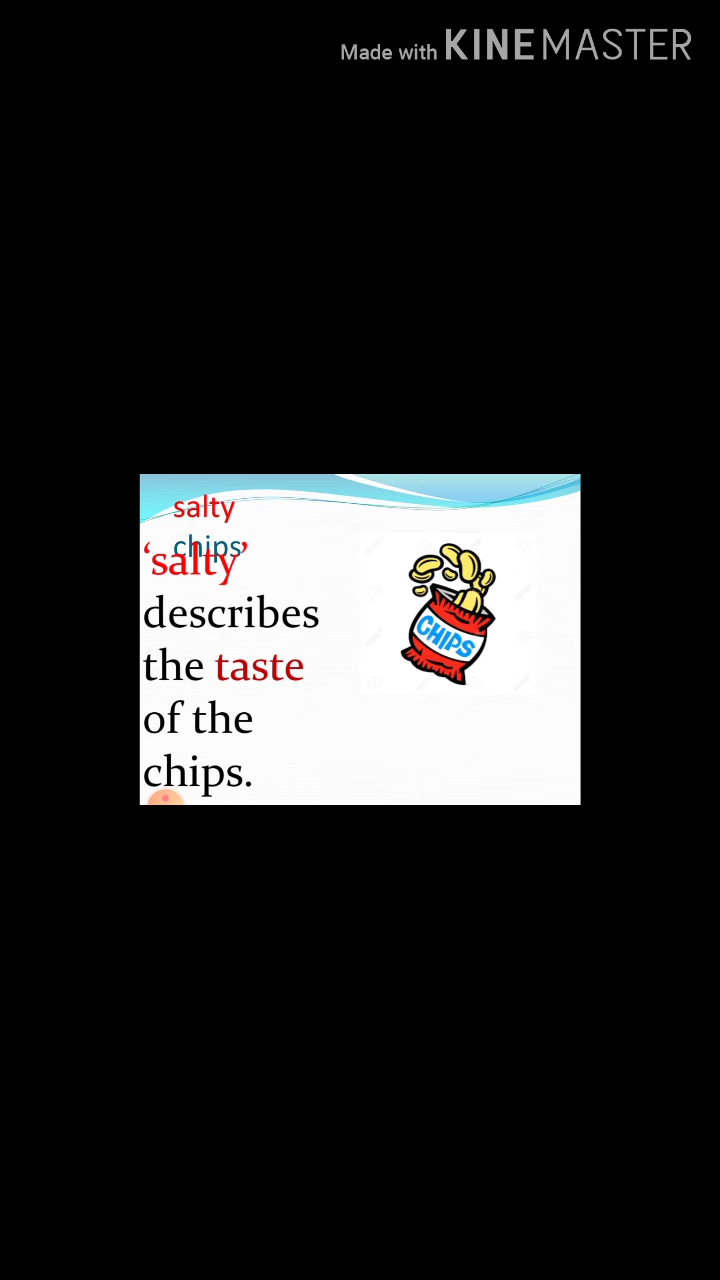 Made with KINEMASTER
salty
chips
‘salty’
describes
the taste
of the
chips.
CHIPS